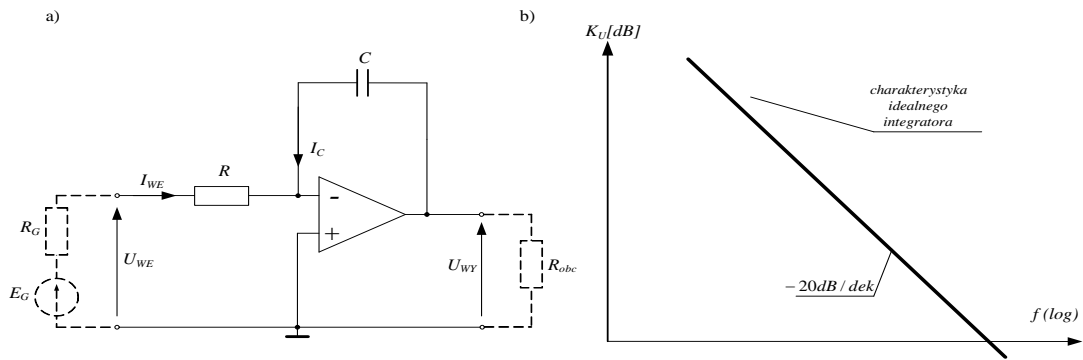 a)
C
I_C
I_WE
R
-
+
R_G
E_G
U_WE
U_WY
R_obc
b)
K_U[dB]
charakterystyka
idealnego
integratora
−20dB / dek
f (log)